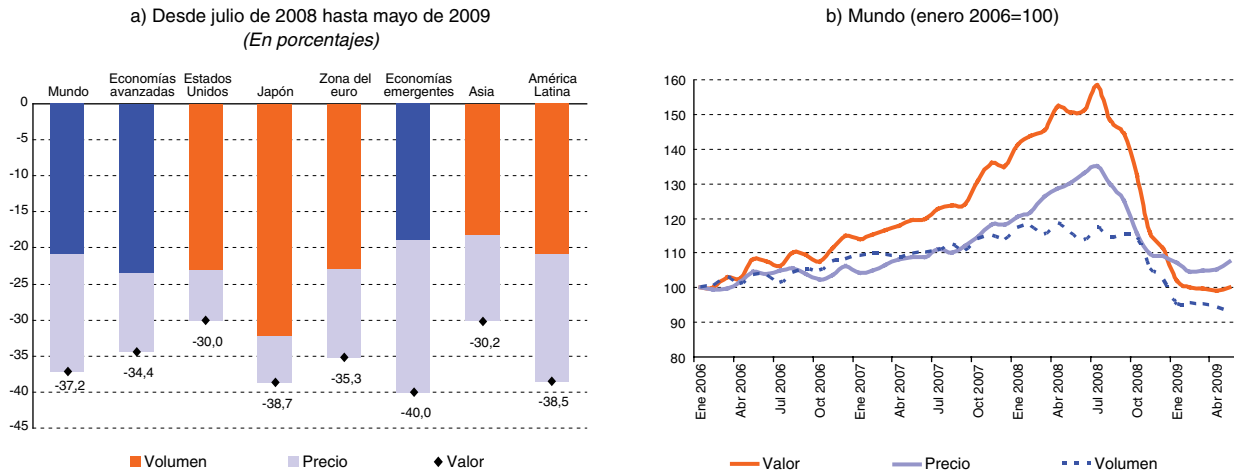 a) Desde julio de 2008 hasta mayo de 2009
(En porcentajes)
Mundo
Economías avanzadas
Estados Unidos
Japón
Zona del euro
Economías emergentes
Asia
América Latina
0
-5
-10
-15
-20
-25
-30
-35
-40
-45
-37,2
-34,4
-30,0
-38,7
-35,3
-40,0
-30,2
-38,5
Volumen
Precio
Valor
b) Mundo (enero 2006=100)
160
150
140
130
120
110
100
90
80
Ene 2006
Abr 2006
Jul 2006
Oct 2006
Ene 2007
Abr 2007
Jul 2007
Oct 2007
Ene 2008
Abr 2008
Jul 2008
Oct 2008
Ene 2009
Abr 2009
Valor
Precio
Volumen